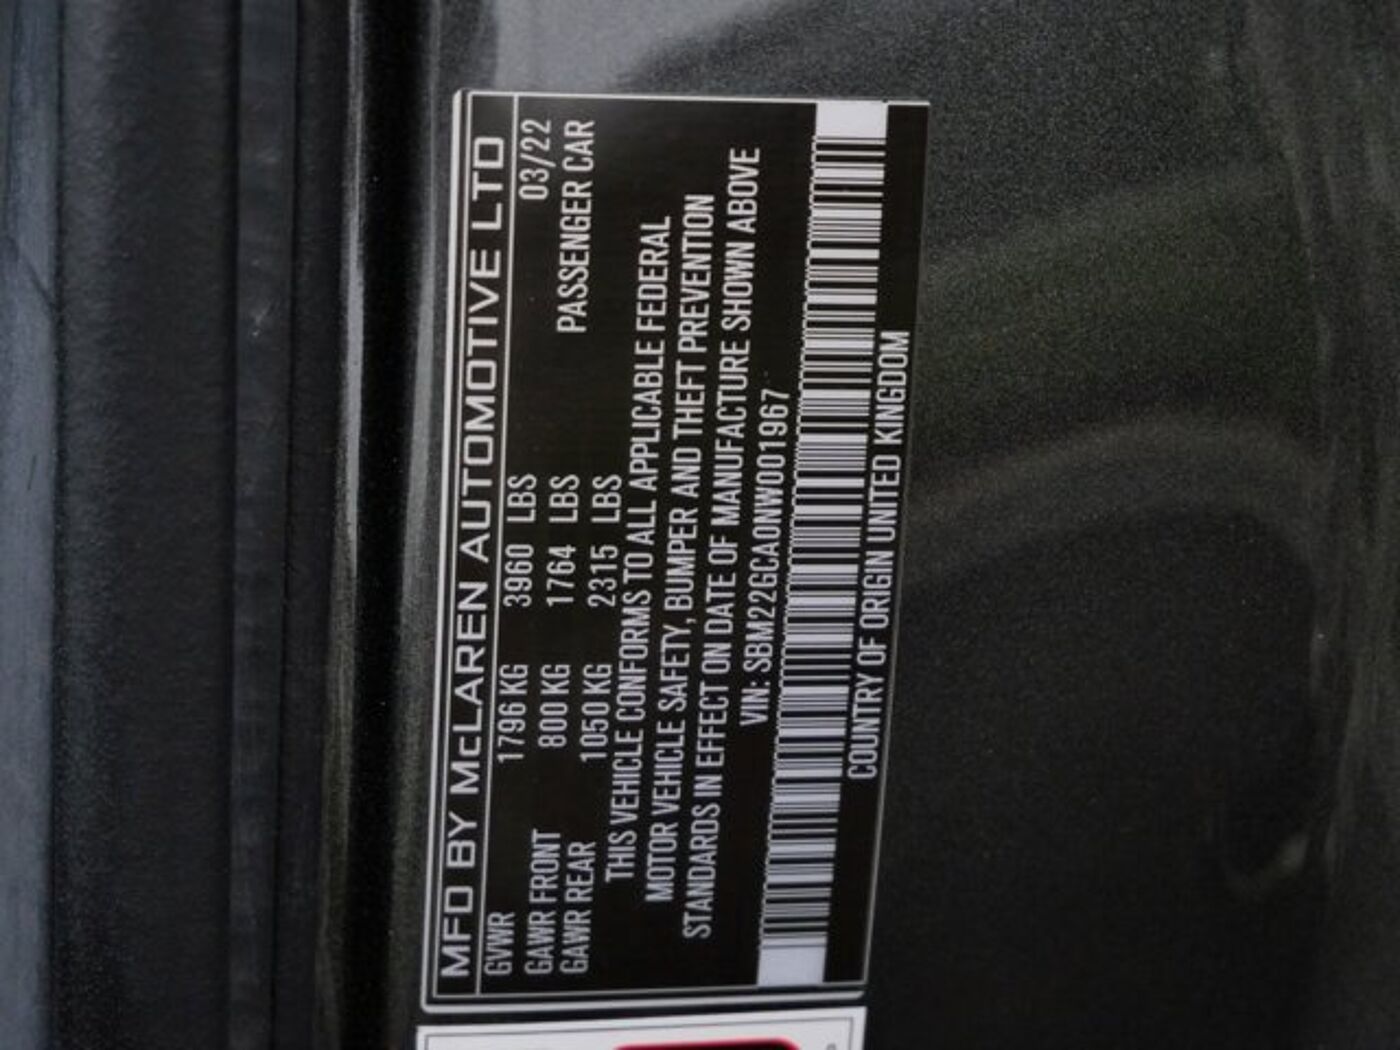 MFD BY McLAREN AUTOMOTIVE LTD
GVWR 1796 KG 3960 LBS 03/22
GAWR FRONT 800 KG 1764 LBS PASSENGER CAR
GAWR REAR 1050 KG 2315 LBS
THIS VEHICLE CONFORMS TO ALL APPLICABLE FEDERAL
MOTOR VEHICLE SAFETY, BUMPER AND THEFT PREVENTION
STANDARDS IN EFFECT ON DATE OF MANUFACTURE SHOWN ABOVE
VIN: SBM22GCA0NW001967
COUNTRY OF ORIGIN UNITED KINGDOM